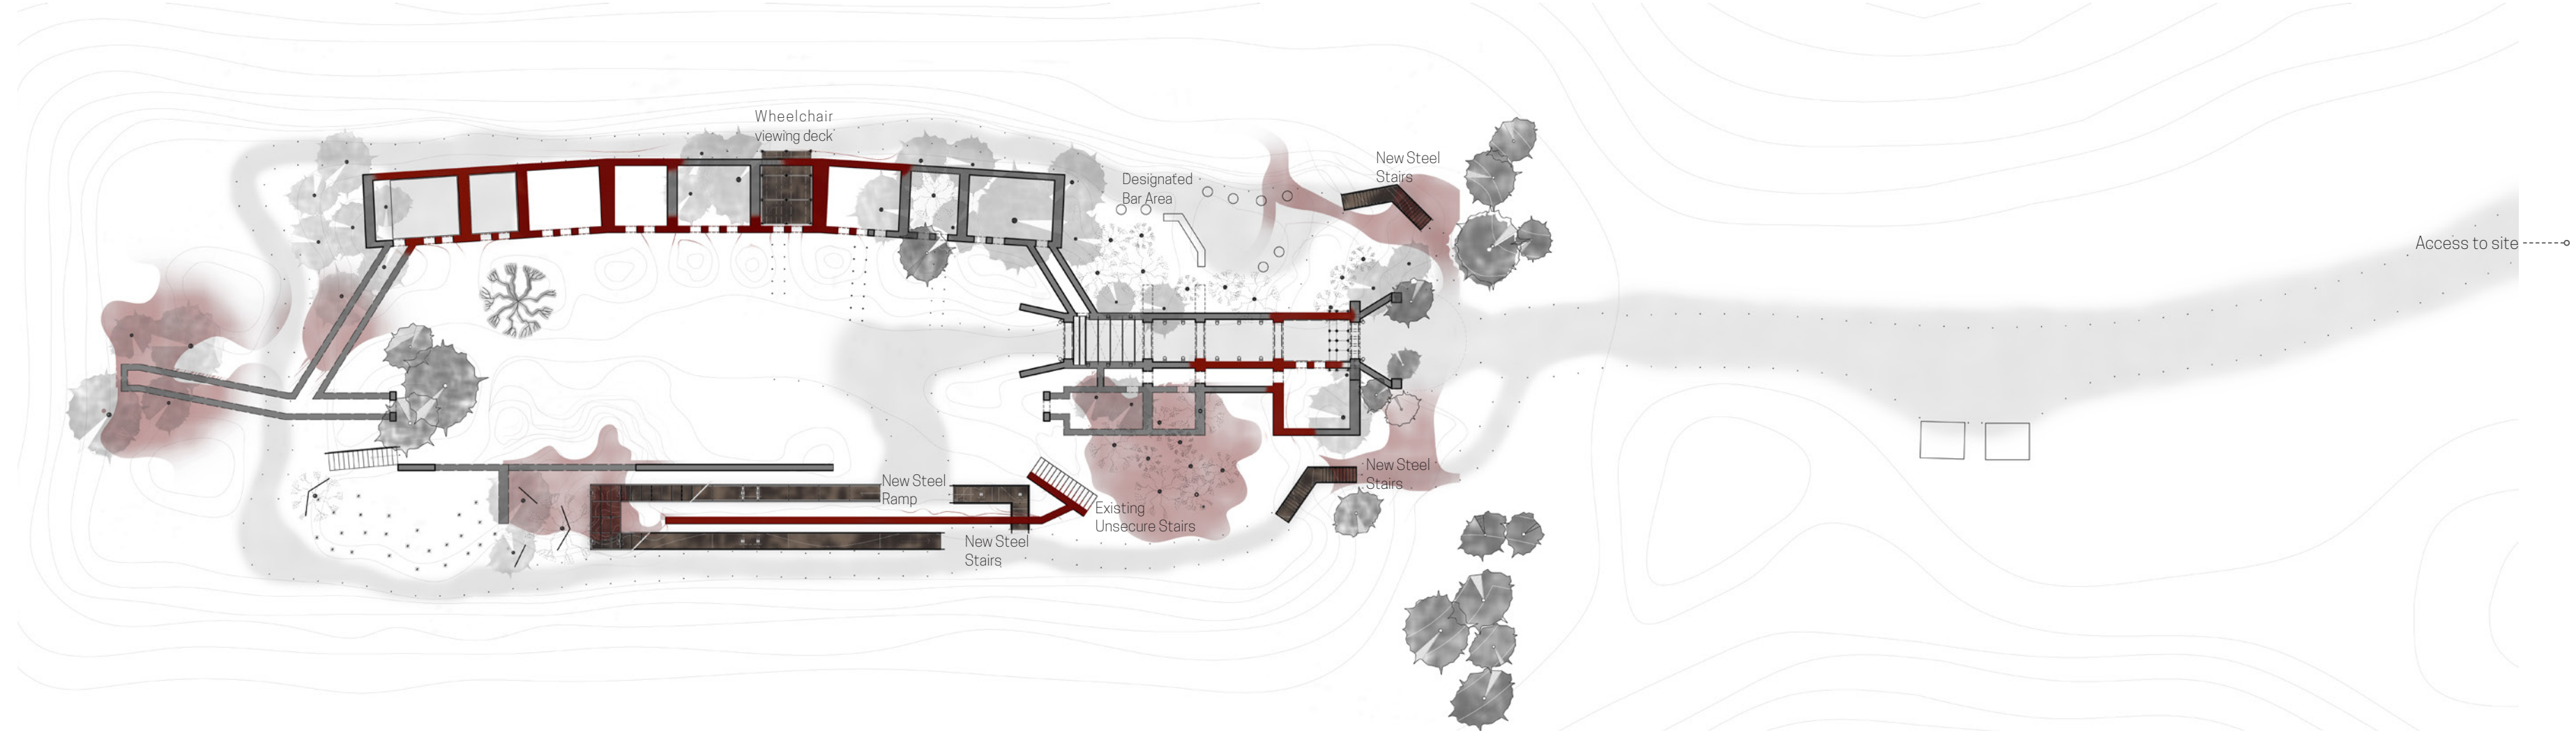 Wheelchair
viewing deck
New Steel
Stairs
Designated
Bar Area
Access to site
New Steel
Stairs
New Steel
Ramp
Existing
Unsecure Stairs
New Steel
Stairs